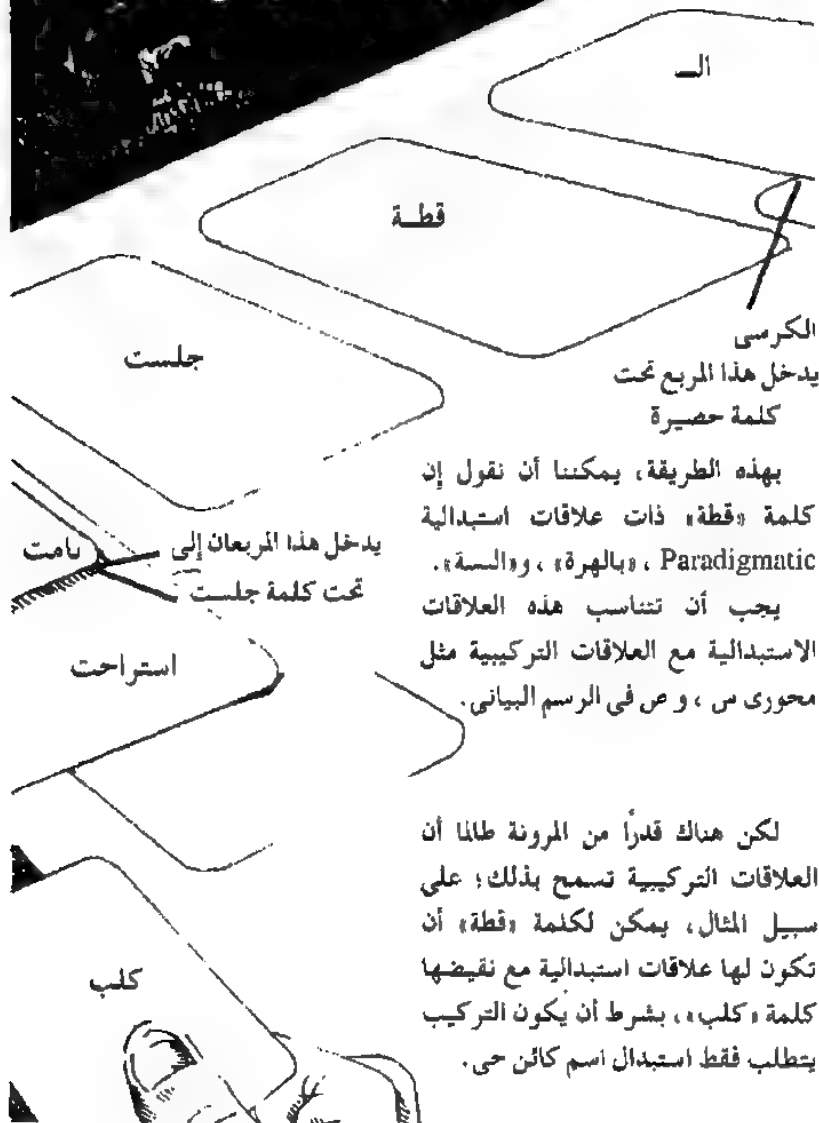 الـ
قطـة
جلست
الكرسى
يدخل هذا المربع تحت
كلمة حصيرة
بهذه الطريقة، يمكننا أن نقول إن
كلمة «قطة» ذات علاقات استبدالية
Paradigmatic ، «بالهرة» ، و«البسة».
يجب أن تتناسب هذه العلاقات
الاستبدالية مع العلاقات التركيبية مثل
محورى س ، و ص فى الرسم البيانى.
يدخل هذا المربعان إلى
تحت كلمة جلست
نامت
استراحت
لكن هناك قدرًا من المرونة طالما أن
العلاقات التركيبية تسمح بذلك؛ على
سبيل المثال، يمكن لكلمة «قطة» أن
تكون لها علاقات استبدالية مع نقيضها
كلمة «كلب»، بشرط أن يكون التركيب
يتطلب فقط استبدال اسم كائن حى.
كلب